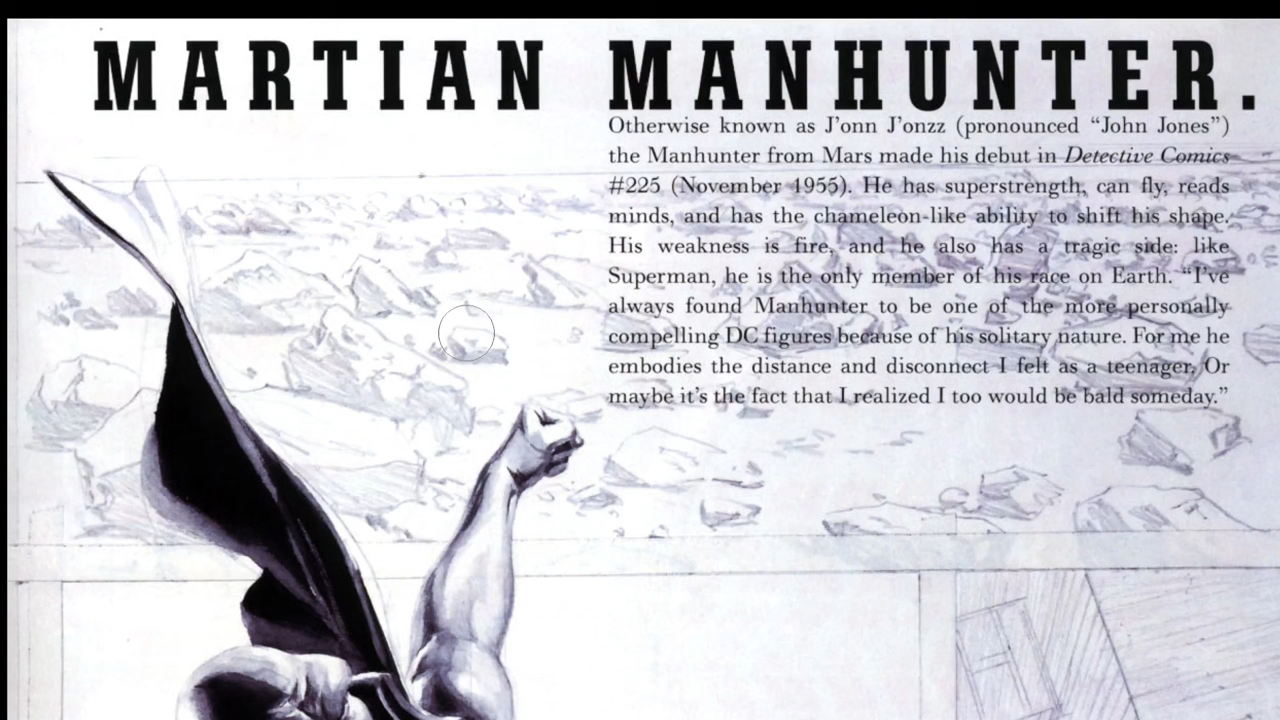 MARTIAN MANHUNTER.
Otherwise known as J’onn J’onzz (pronounced “John Jones”)
the Manhunter from Mars made his debut in Detective Comics
#225 (November 1955). He has superstrength, can fly, reads
minds, and has the chameleon-like ability to shift his shape.
His weakness is fire, and he also has a tragic side: like
Superman, he is the only member of his race on Earth. “I’ve
always found Manhunter to be one of the more personally
compelling DC figures because of his solitary nature. For me he
embodies the distance and disconnect I felt as a teenager. Or
maybe it’s the fact that I realized I too would be bald someday.”